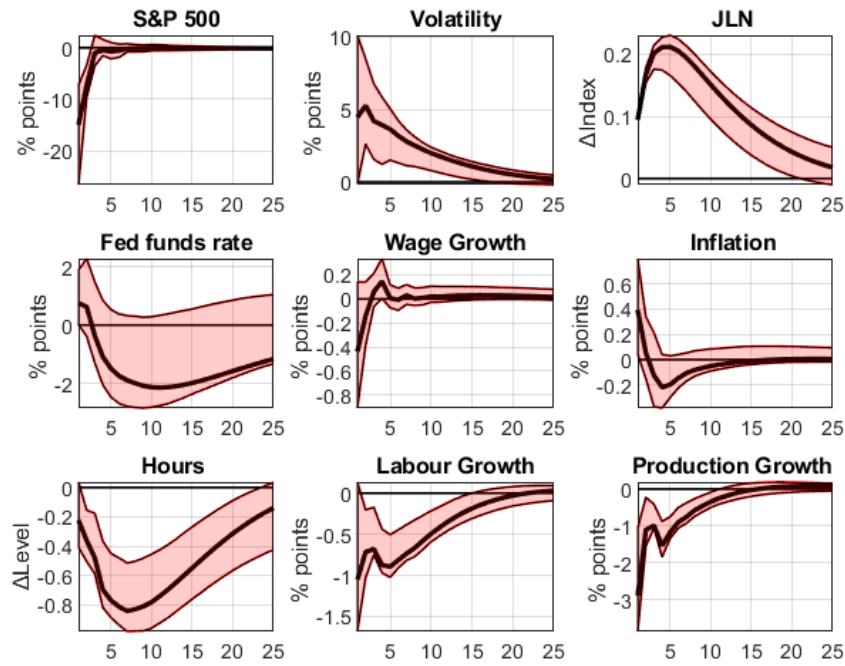 S&P 500
Volatility
JLN
% points
0
-10
-20
5 10 15 20 25
% points
10
5
0
5 10 15 20 25
ΔIndex
0.2
0.1
0
5 10 15 20 25
Fed funds rate
Wage Growth
Inflation
% points
2
0
-2
5 10 15 20 25
% points
0.2
0
-0.2
-0.4
-0.6
-0.8
5 10 15 20 25
% points
0.6
0.4
0.2
0
-0.2
5 10 15 20 25
Hours
Labour Growth
Production Growth
ΔLevel
0
-0.2
-0.4
-0.6
-0.8
5 10 15 20 25
% points
0
-0.5
-1
-1.5
5 10 15 20 25
% points
0
-1
-2
-3
5 10 15 20 25